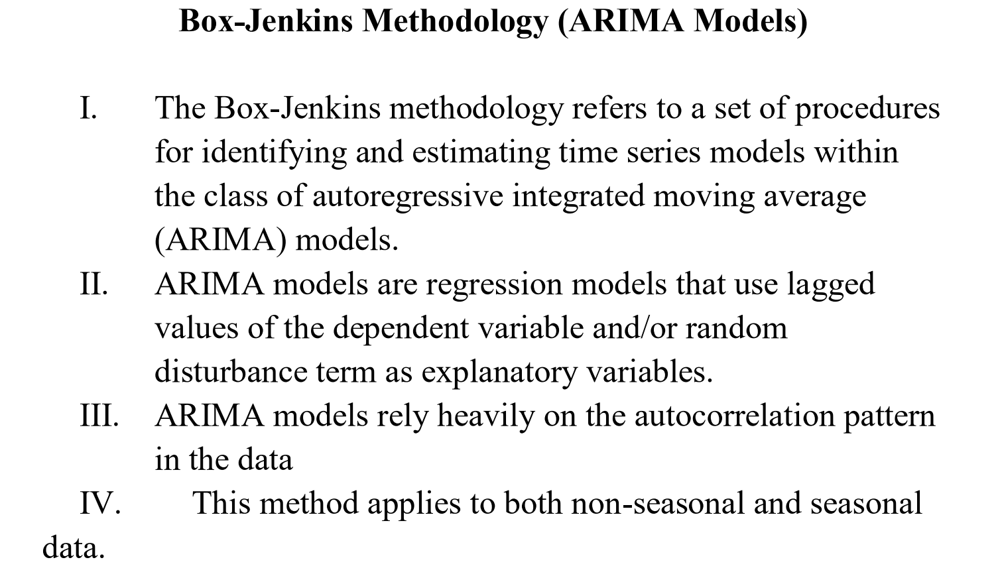 Box-Jenkins Methodology (ARIMA Models)
I. The Box-Jenkins methodology refers to a set of procedures
for identifying and estimating time series models within
the class of autoregressive integrated moving average
(ARIMA) models.
II. ARIMA models are regression models that use lagged
values of the dependent variable and/or random
disturbance term as explanatory variables.
III. ARIMA models rely heavily on the autocorrelation pattern
in the data
IV. This method applies to both non-seasonal and seasonal
data.